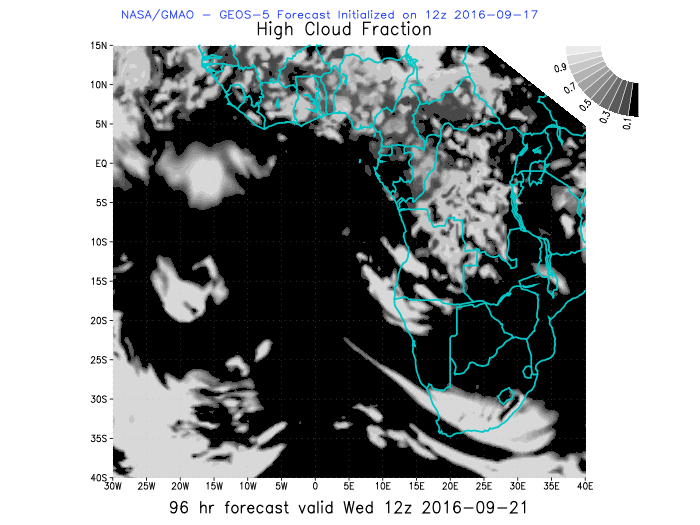 NASA/GMAO - GEOS-5 Forecast Initialized on 12z 2016-09-17
High Cloud Fraction
15N
10N
5N
EQ
5S
10S
15S
20S
25S
30S
35S
40S
30W 25W 20W 15W 10W 5W 0 5E 10E 15E 20E 25E 30E 35E 40E
0.9
0.7
0.5
0.3
0.1
96 hr forecast valid Wed 12z 2016-09-21